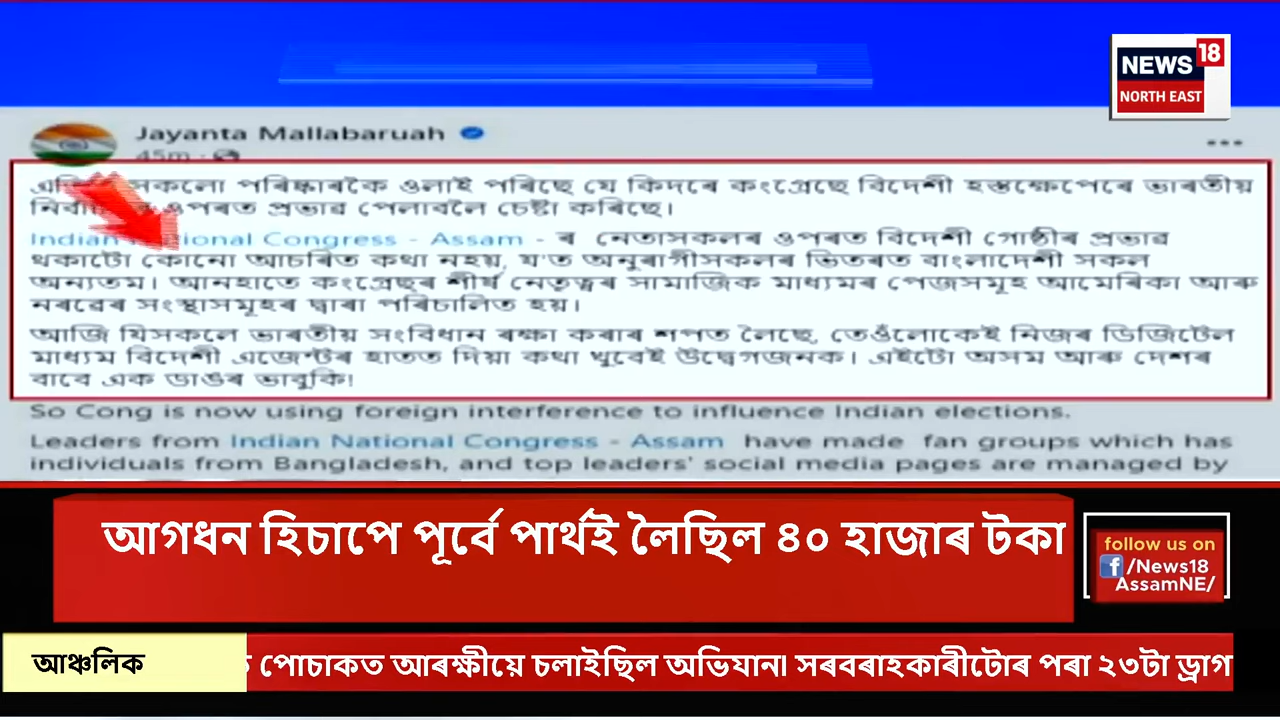 NEWS 18
NORTH EAST
Jayanta Mallabaruah
45m
সকলো পৰিষ্কাৰকৈ ওলাই পৰিছে যে কিদৰে কংগ্ৰেছে বিদেশী হস্তক্ষেপেৰে ভাৰতীয়
ওপৰত প্ৰভাৱ পেলাবলৈ চেষ্টা কৰিছে।
Indian National Congress - Assam - ৰ নেতাসকলৰ ওপৰত বিদেশী গোষ্ঠীৰ প্ৰভাৱ
থকাটো কোনো আচৰিত কথা নহয়, য'ত অনুৰাগীসকলৰ ভিতৰত বাংলাদেশী সকল
অন্যতম। আনহাতে কংগ্ৰেছৰ শীৰ্ষ নেতৃত্বৰ সামাজিক মাধ্যমৰ পেজসমূহ আমেৰিকা আৰু
নৰৱেৰ সংস্থাসমূহৰ দ্বাৰা পৰিচালিত হয়।
আজি যিসকলে ভাৰতীয় সংবিধান ৰক্ষা কৰাৰ শপত লৈছে, তেওঁলোকেই নিজৰ ডিজিটেল
মাধ্যম বিদেশী এজেন্টৰ হাতত দিয়া কথা খুবেই উদ্বেগজনক। এইটো অসম আৰু দেশৰ
বাবে এক ডাঙৰ ভাবুকি!
So Cong is now using foreign interference to influence Indian elections.
Leaders from Indian National Congress - Assam have made fan groups which has
individuals from Bangladesh, and top leaders' social media pages are managed by
আগধন হিচাপে পূৰ্বে পাৰ্থই লৈছিল ৪০ হাজাৰ টকা
follow us on
/News18
AssamNE/
আঞ্চলিক
পোচাকত আৰক্ষীয়ে চলাইছিল অভিযান৷ সৰবৰাহকাৰীটোৰ পৰা ২৩টা ড্ৰাগ